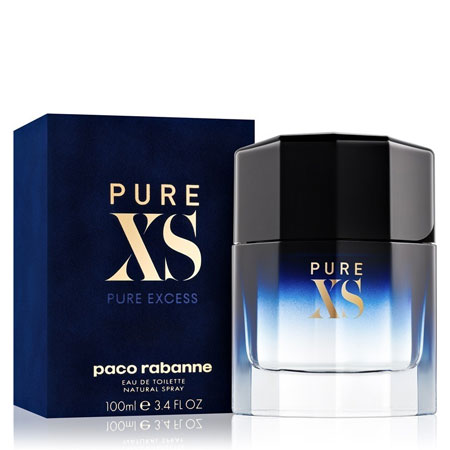 PURE
XS
PURE EXCESS
paco rabanne
EAU DE TOILETTE
NATURAL SPRAY
100ml e 3.4 FL OZ
PURE
XS